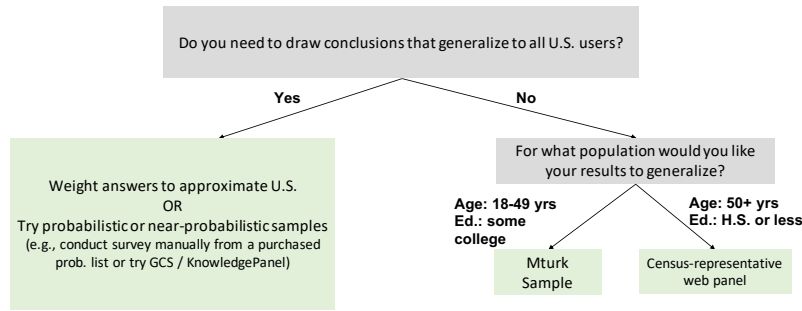 Do you need to draw conclusions that generalize to all U.S. users?
Yes
No
Weight answers to approximate U.S.
OR
Try probabilistic or near-probabilistic samples
(e.g., conduct survey manually from a purchased
prob. list or try GCS / KnowledgePanel)
For what population would you like
your results to generalize?
Age: 18-49 yrs
Ed.: some
college
Age: 50+ yrs
Ed.: H.S. or less
Mturk
Sample
Census-representative
web panel